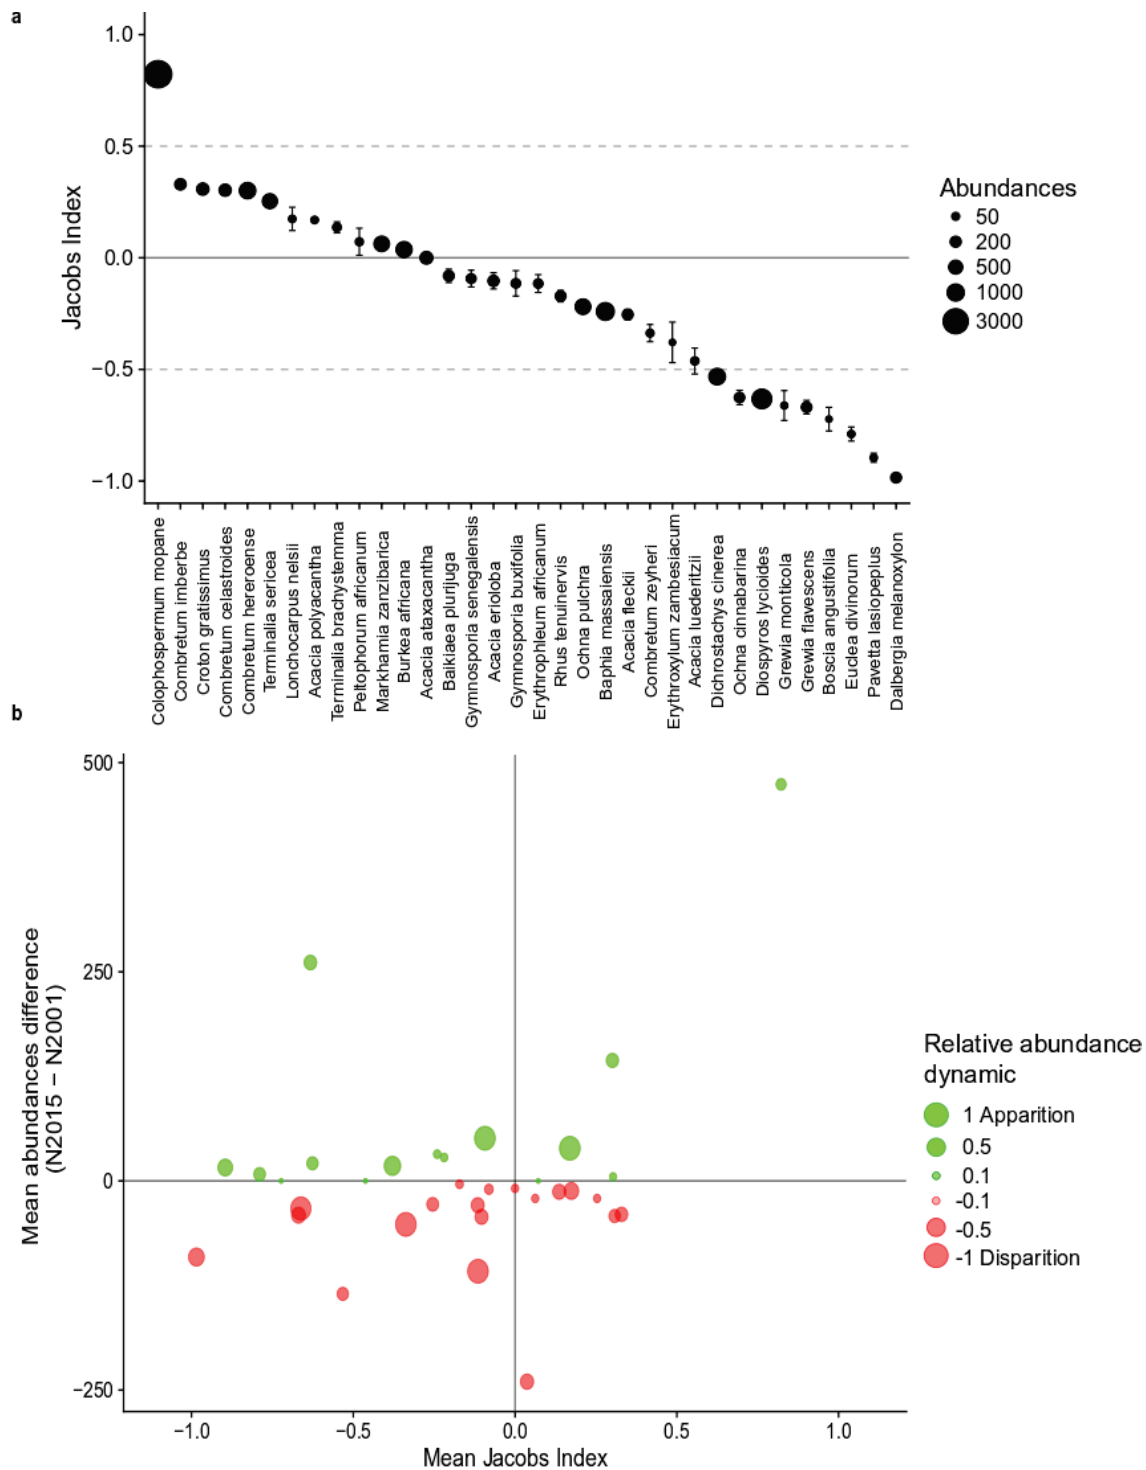 a
1.0
0.5
0.0
−0.5
−1.0
Jacobs Index
Abundances
50
200
500
1000
3000
Colophospermum mopane
Combretum imberbe
Croton gratissimus
Combretum celastroides
Combretum hereroense
Terminalia sericea
Lonchocarpus nelsii
Acacia polyacantha
Terminalia brachystemma
Peltophorum africanum
Markhamia zanzibarica
Burkea africana
Acacia ataxacantha
Baikiaea plurijuga
Gymnosporia senegalensis
Acacia erioloba
Gymnosporia buxifolia
Erythrophleum africanum
Rhus tenuinervis
Ochna pulchra
Baphia massaiensis
Acacia fleckii
Combretum zeyheri
Erythroxylum zambesiacum
Acacia luederitzii
Dichrostachys cinerea
Ochna cinnabarina
Diospyros lycioides
Grewia monticola
Grewia flavescens
Boscia angustifolia
Euclea divinorum
Pavetta lasiopeplus
Dalbergia melanoxylon
b
500
250
0
−250
Mean abundances difference
(N2015 − N2001)
−1.0
−0.5
0.0
0.5
1.0
Mean Jacobs Index
Relative abundance
dynamic
1 Apparition
0.5
0.1
-0.1
-0.5
-1 Disparition